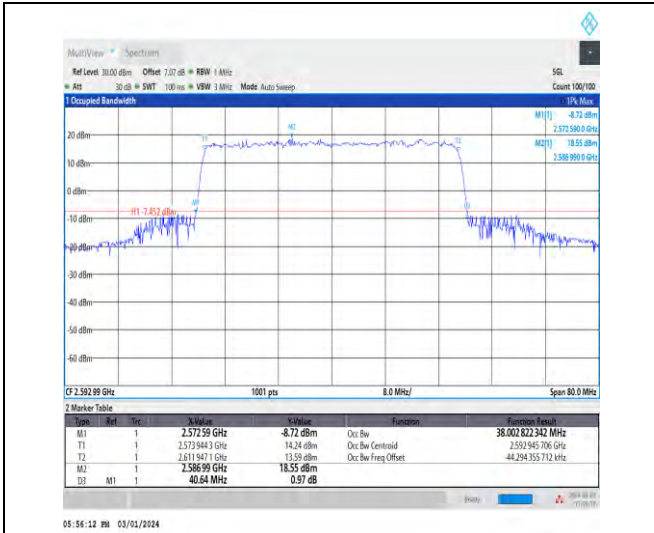 MultiView Spectrum
Ref Level 30.00 dBm Offset 7.07 dB RBW 1 MHz SGL
Att 30 dB SWT 100 ms VBW 3 MHz Mode Auto Sweep Count 100/100
1 Occupied Bandwidth 1Pk Max
M1[1] -8.72 dBm
2.572 590 0 GHz
M2[1] 18.55 dBm
2.586 990 0 GHz
M2
T1
T2
20 dBm
10 dBm
0 dBm
M1
H1 -7.452 dBm
-10 dBm
-20 dBm
-30 dBm
-40 dBm
-50 dBm
-60 dBm
CF 2.592 99 GHz 1001 pts 8.0 MHz/ Span 80.0 MHz
2 Marker Table
Type Ref Trc X-Value Y-Value Function Function Result
M1 1 2.572 59 GHz -8.72 dBm Occ Bw 38.002 822 342 MHz
T1 1 2.573 944 3 GHz 14.24 dBm Occ Bw Centroid 2.592 945 706 GHz
T2 1 2.611 947 1 GHz 13.59 dBm Occ Bw Freq Offset -44.294 355 712 kHz
M2 1 2.586 99 GHz 18.55 dBm
D3 M1 1 40.64 MHz 0.97 dB
Ready
05:56:12 PM 03/01/2024